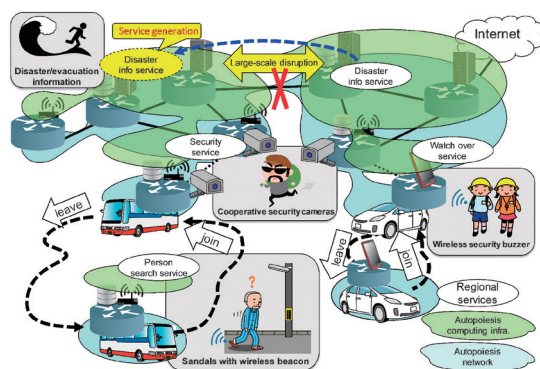 Service generation
Internet
Disaster
info service
Large-scale disruption
Disaster
info service
Disaster/evacuation
information
Security
service
Watch over
service
Cooperative security cameras
leave
join
leave
join
Wireless security buzzer
Person
search service
?
Sandals with wireless beacon
Regional
services
Autopoiesis
computing infra.
Autopoiesis
network